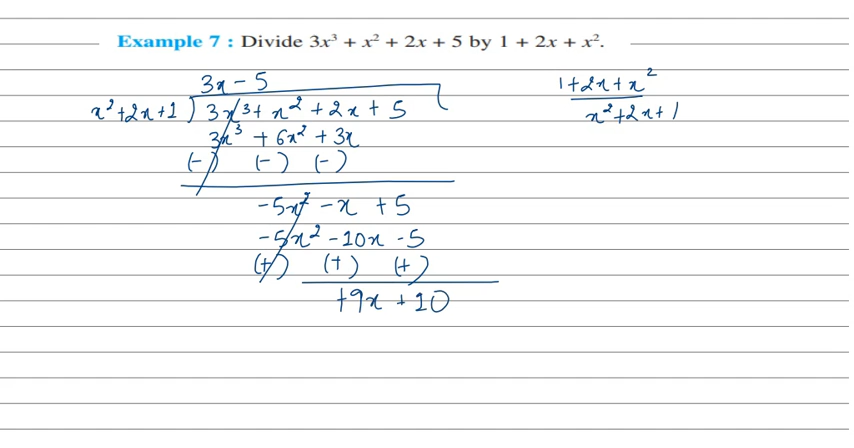 Example 7 : Divide 3x³ + x² + 2x + 5 by 1 + 2x + x².
3x - 5
x² + 2x + 1 ) 3x³ + x² + 2x + 5
3x³ + 6x² + 3x
(-) (-) (-)
-5x² - x + 5
-5x² - 10x - 5
(+) (+) (+)
+9x + 10
1 + 2x + x²
x² + 2x + 1